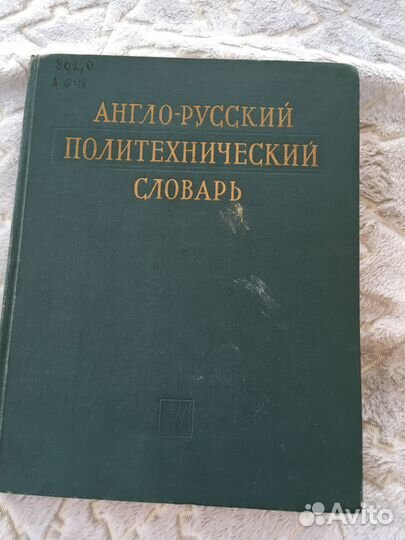 802.0
А 648
АНГЛО-РУССКИЙ
ПОЛИТЕХНИЧЕСКИЙ
СЛОВАРЬ
Avito